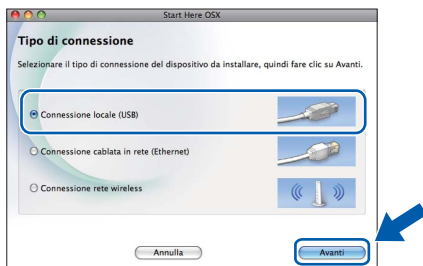 Start Here OSX
Tipo di connessione
Selezionare il tipo di connessione del dispositivo da installare, quindi fare clic su Avanti.
Connessione locale (USB)
Connessione cablata in rete (Ethernet)
Connessione rete wireless
Annulla
Avanti